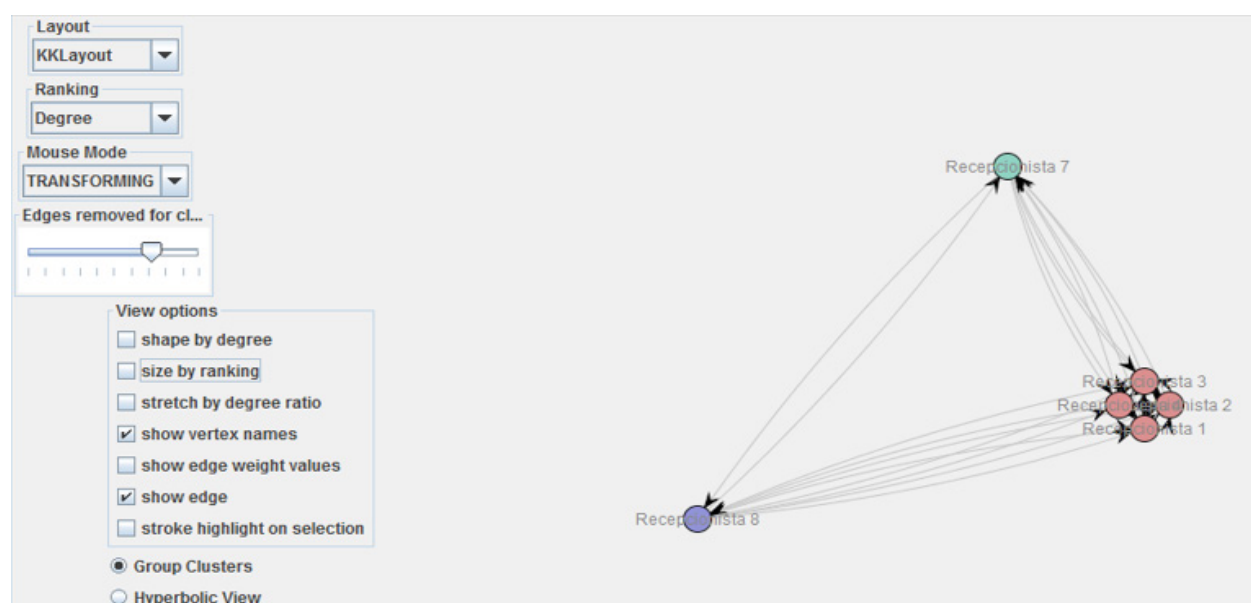 Layout
KKLayout
Ranking
Degree
Mouse Mode
TRANSFORMING
Edges removed for cl...
View options
shape by degree
size by ranking
stretch by degree ratio
show vertex names
show edge weight values
show edge
stroke highlight on selection
Group Clusters
Hyperbolic View
Recepcionista 7
Recepcionista 3
Recepcionista 2
Recepcionista 1
Recepcionista 8